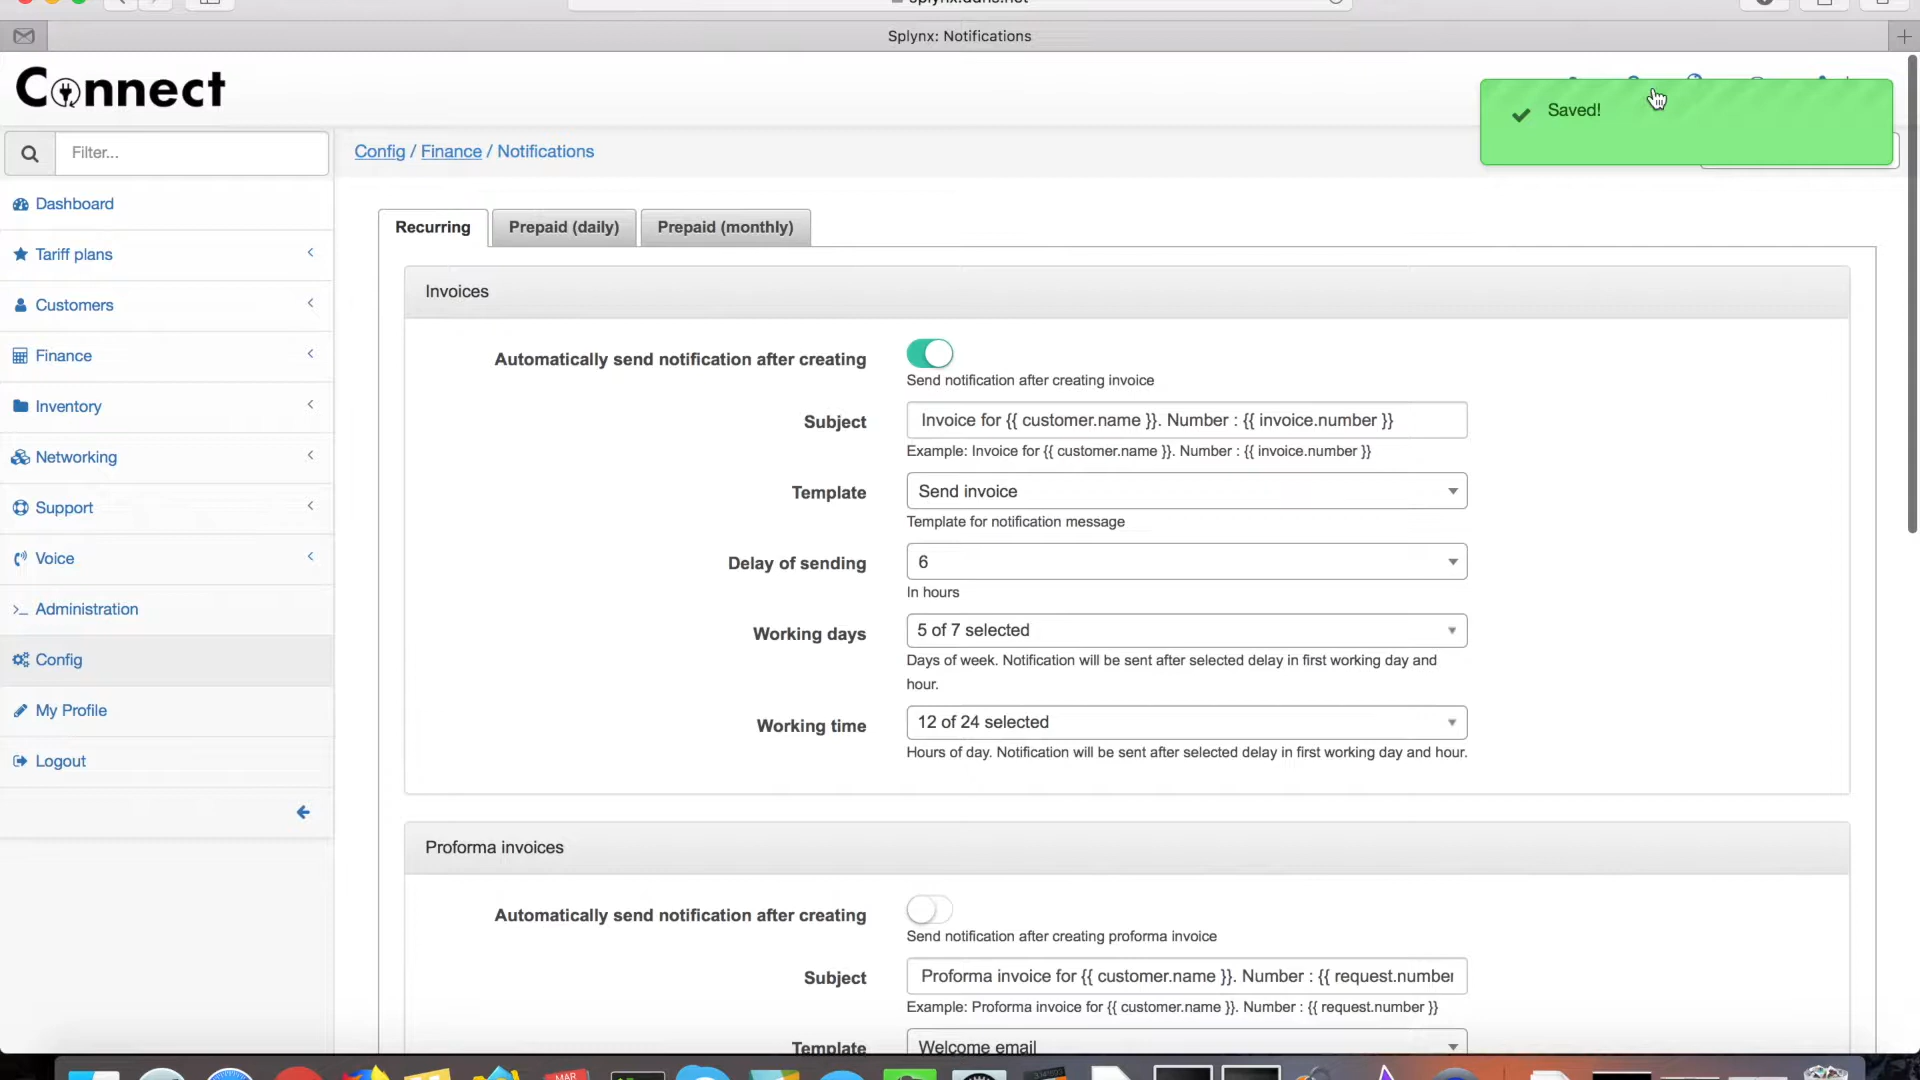 Splynx: Notifications
Connect
Saved!
Filter...
Config / Finance / Notifications
Dashboard
Tariff plans
Customers
Finance
Inventory
Networking
Support
Voice
Administration
Config
My Profile
Logout
Recurring
Prepaid (daily)
Prepaid (monthly)
Invoices
Automatically send notification after creating
Send notification after creating invoice
Subject
Invoice for {{ customer.name }}. Number : {{ invoice.number }}
Example: Invoice for {{ customer.name }}. Number : {{ invoice.number }}
Template
Send invoice
Template for notification message
Delay of sending
6
In hours
Working days
5 of 7 selected
Days of week. Notification will be sent after selected delay in first working day and
hour.
Working time
12 of 24 selected
Hours of day. Notification will be sent after selected delay in first working day and hour.
Proforma invoices
Automatically send notification after creating
Send notification after creating proforma invoice
Subject
Proforma invoice for {{ customer.name }}. Number : {{ request.number
Example: Proforma invoice for {{ customer.name }}. Number : {{ request.number }}
Template
Welcome email
MAR